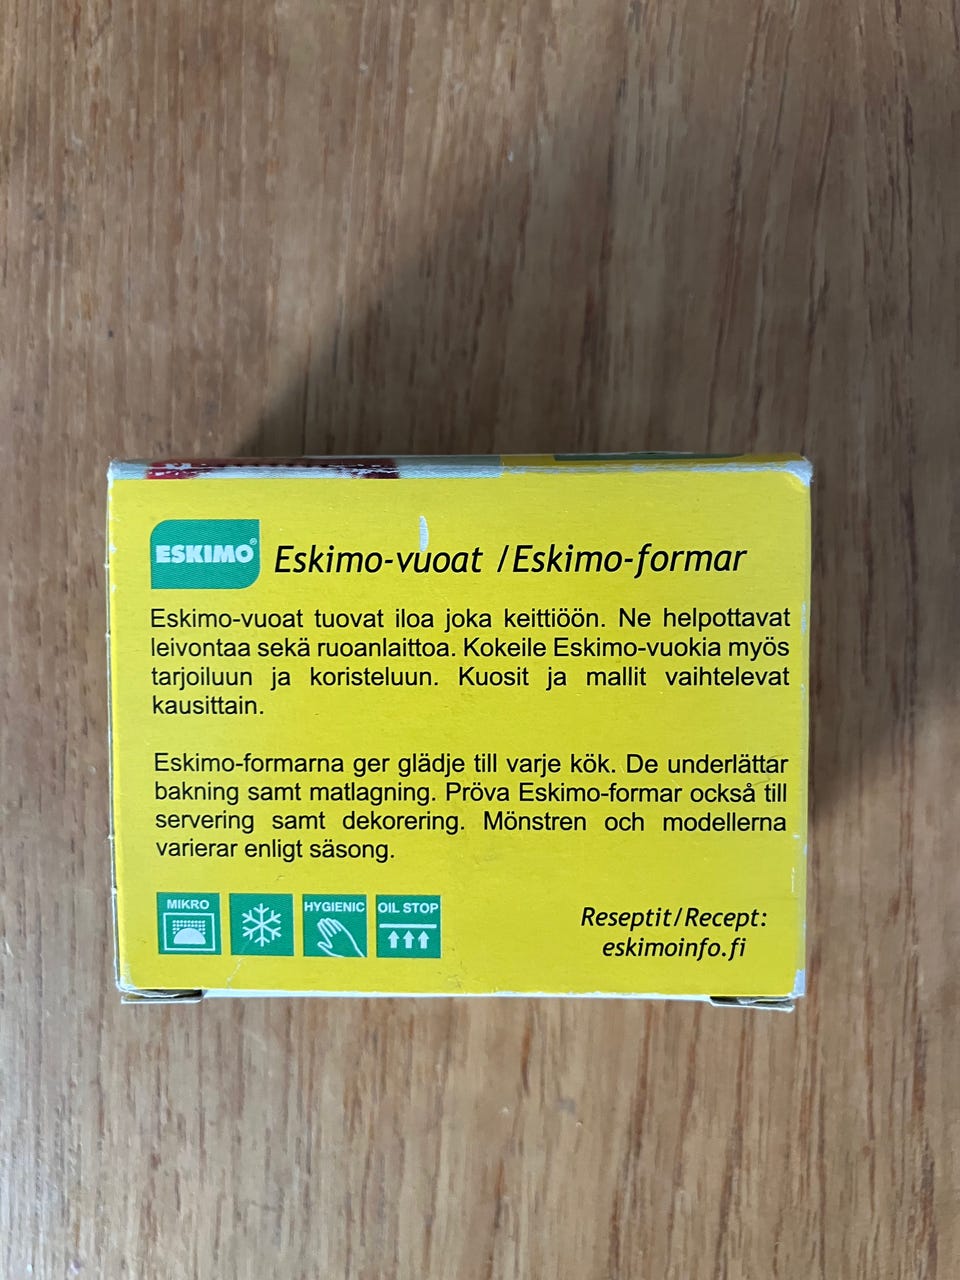 ESKIMO®
Eskimo-vuoat /Eskimo-formar
Eskimo-vuoat tuovat iloa joka keittiöön. Ne helpottavat
leivontaa sekä ruoanlaittoa. Kokeile Eskimo-vuokia myös
tarjoiluun ja koristeluun. Kuosit ja mallit vaihtelevat
kausittain.
Eskimo-formarna ger glädje till varje kök. De underlättar
bakning samt matlagning. Pröva Eskimo-formar också till
servering samt dekorering. Mönstren och modellerna
varierar enligt säsong.
MIKRO
HYGIENIC
OIL STOP
Reseptit/Recept:
eskimoinfo.fi